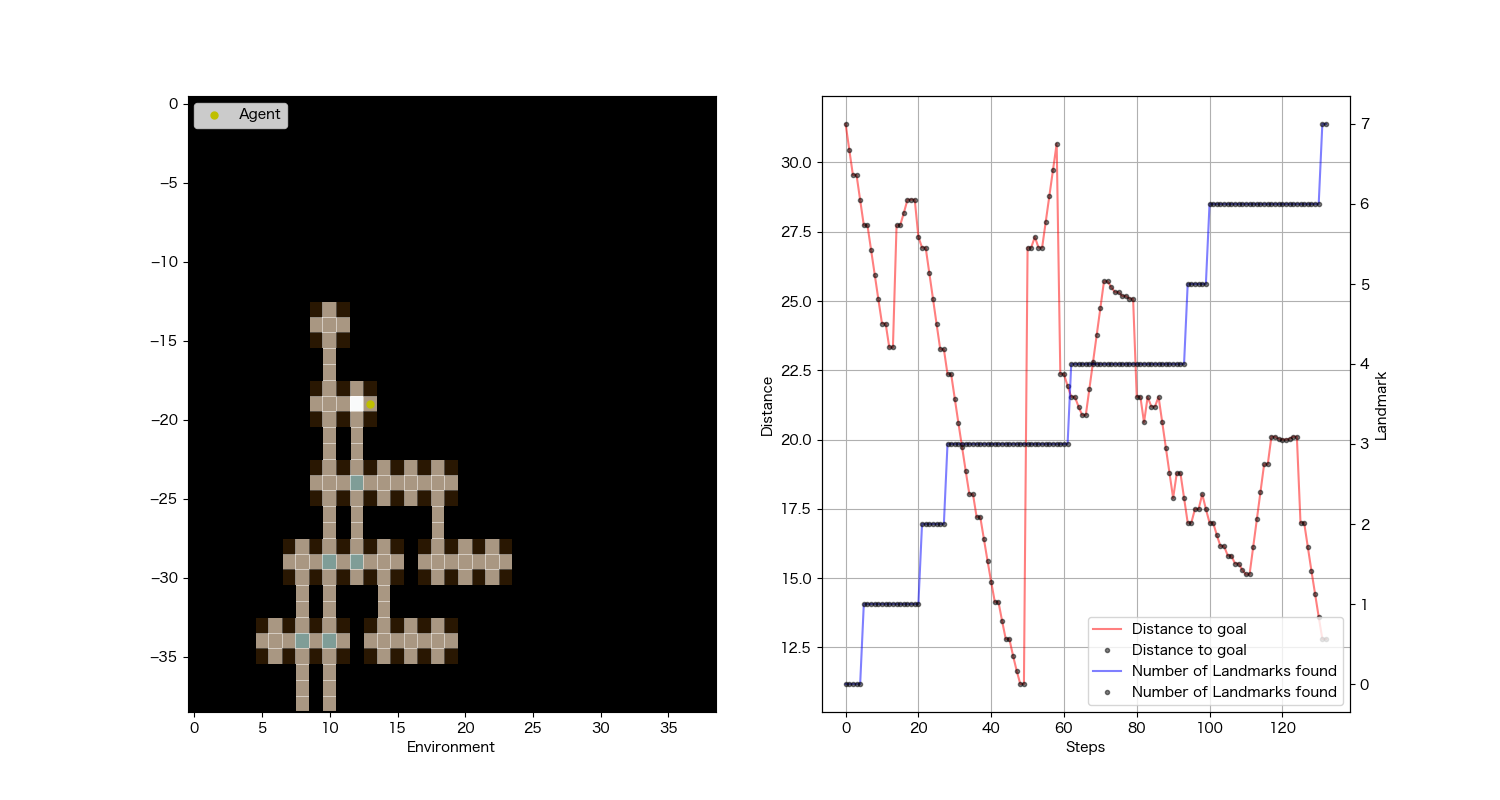 Agent
0
−5
−10
−15
−20
−25
−30
−35
0 5 10 15 20 25 30 35
Environment
Distance
30.0
27.5
25.0
22.5
20.0
17.5
15.0
12.5
0 20 40 60 80 100 120
Steps
7
6
5
4
3
2
1
0
Landmark
Distance to goal
Distance to goal
Number of Landmarks found
Number of Landmarks found